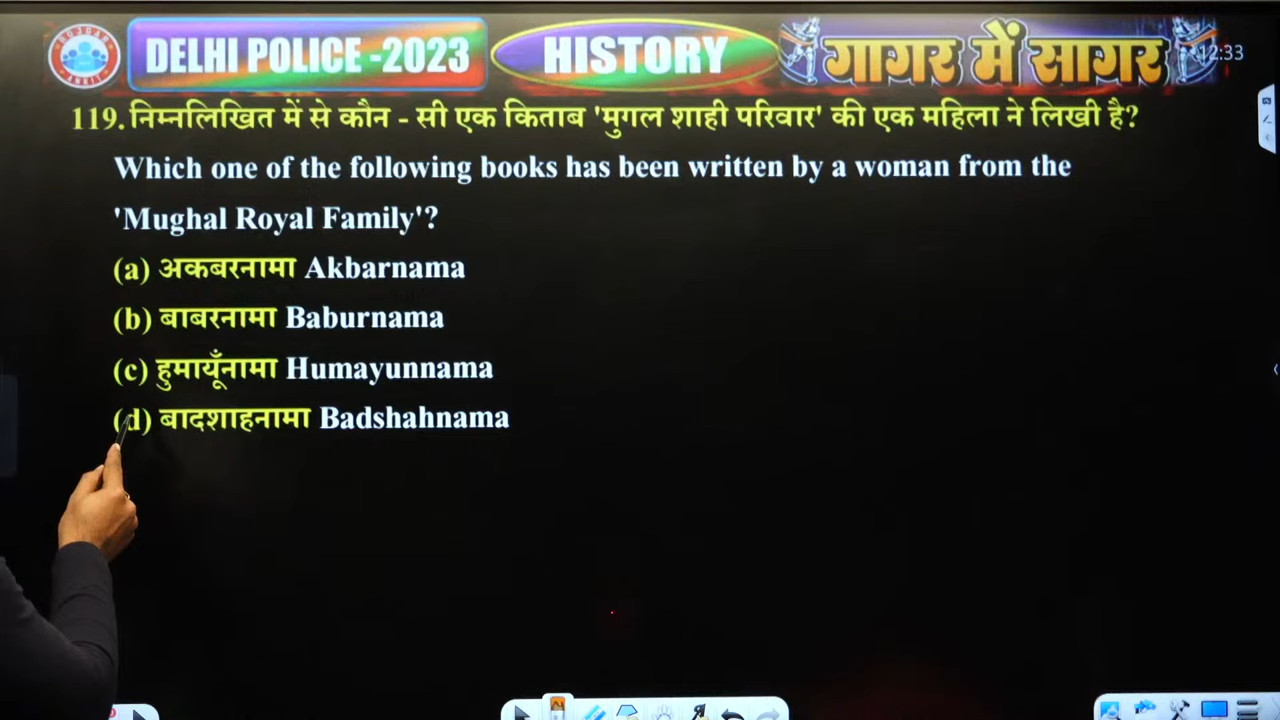 ROJGAR
ANKIT
DELHI POLICE -2023
HISTORY
गागर में सागर
12:33
119. निम्नलिखित में से कौन - सी एक किताब 'मुगल शाही परिवार' की एक महिला ने लिखी है?
Which one of the following books has been written by a woman from the
'Mughal Royal Family'?
(a) अकबरनामा Akbarnama
(b) बाबरनामा Baburnama
(c) हुमायूँनामा Humayunnama
(d) बादशाहनामा Badshahnama